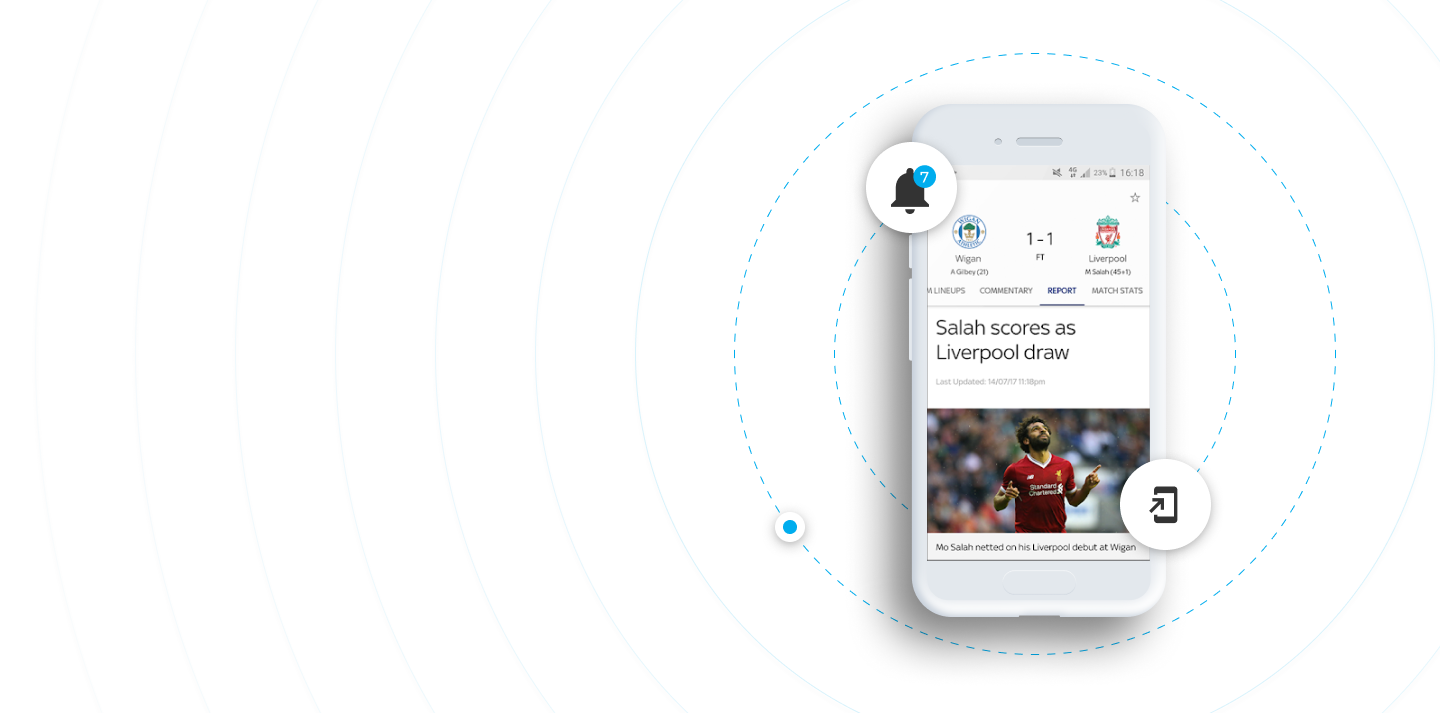 7
4G 23% 16:18
WIGAN
ATHLETIC
1 - 1
FT
Wigan
Liverpool
A Gilbey (21)
M Salah (45+1)
M LINEUPS COMMENTARY REPORT MATCH STATS
Salah scores as
Liverpool draw
Last Updated: 14/07/17 11:18pm
Standard
Chartered
Mo Salah netted on his Liverpool debut at Wigan